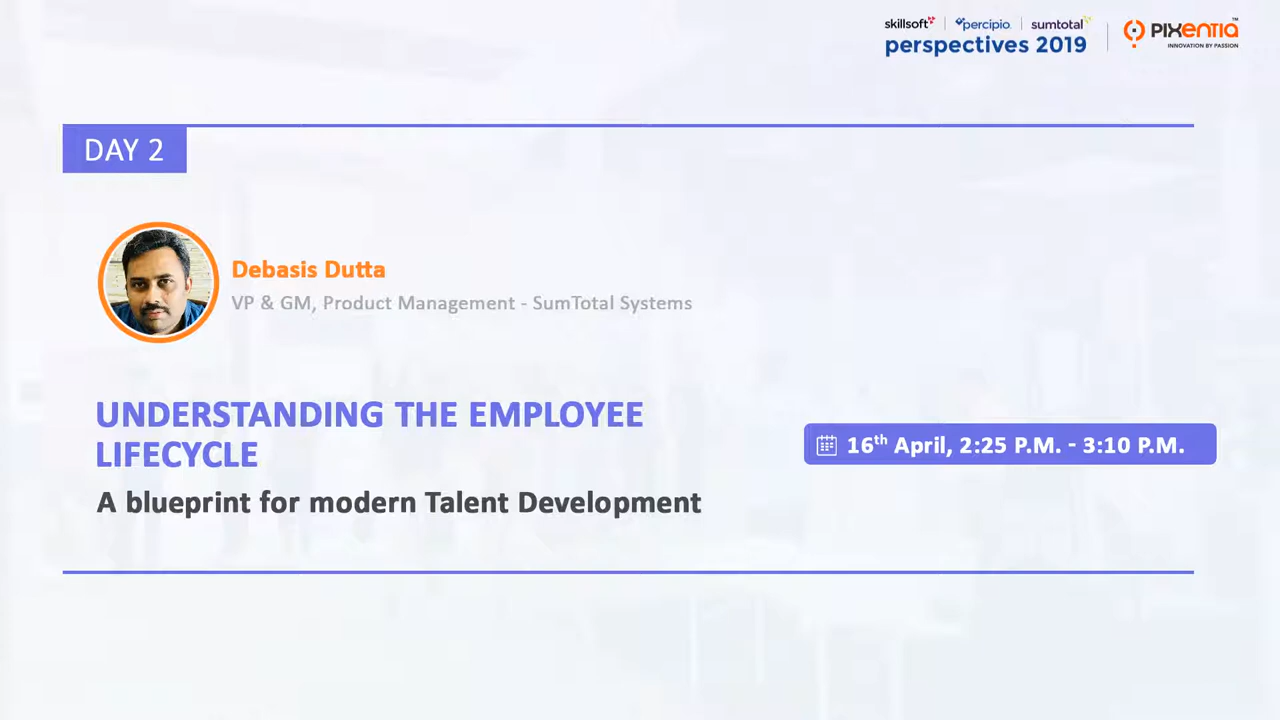 skillsoft percipio. sumtotal
perspectives 2019
PIXENTIA™
INNOVATION BY PASSION
DAY 2
Debasis Dutta
VP & GM, Product Management - SumTotal Systems
UNDERSTANDING THE EMPLOYEE
LIFECYCLE
16th April, 2:25 P.M. - 3:10 P.M.
A blueprint for modern Talent Development